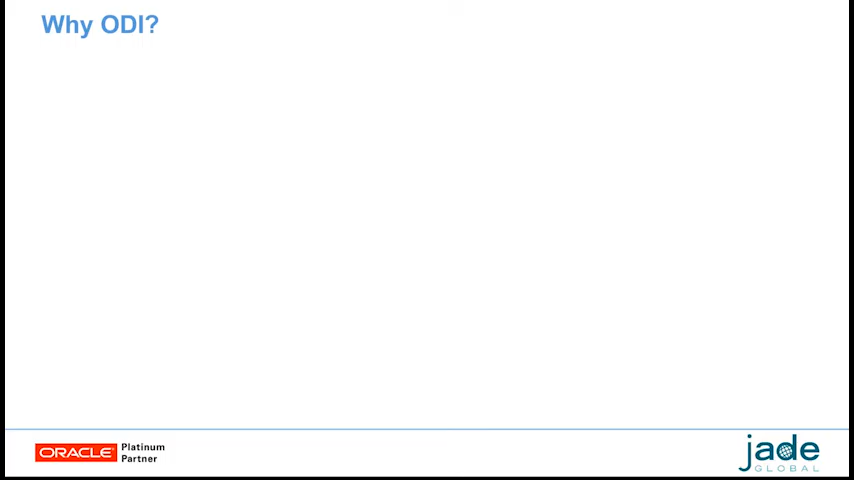 Why ODI?
ORACLE Platinum
Partner
jade
GLOBAL